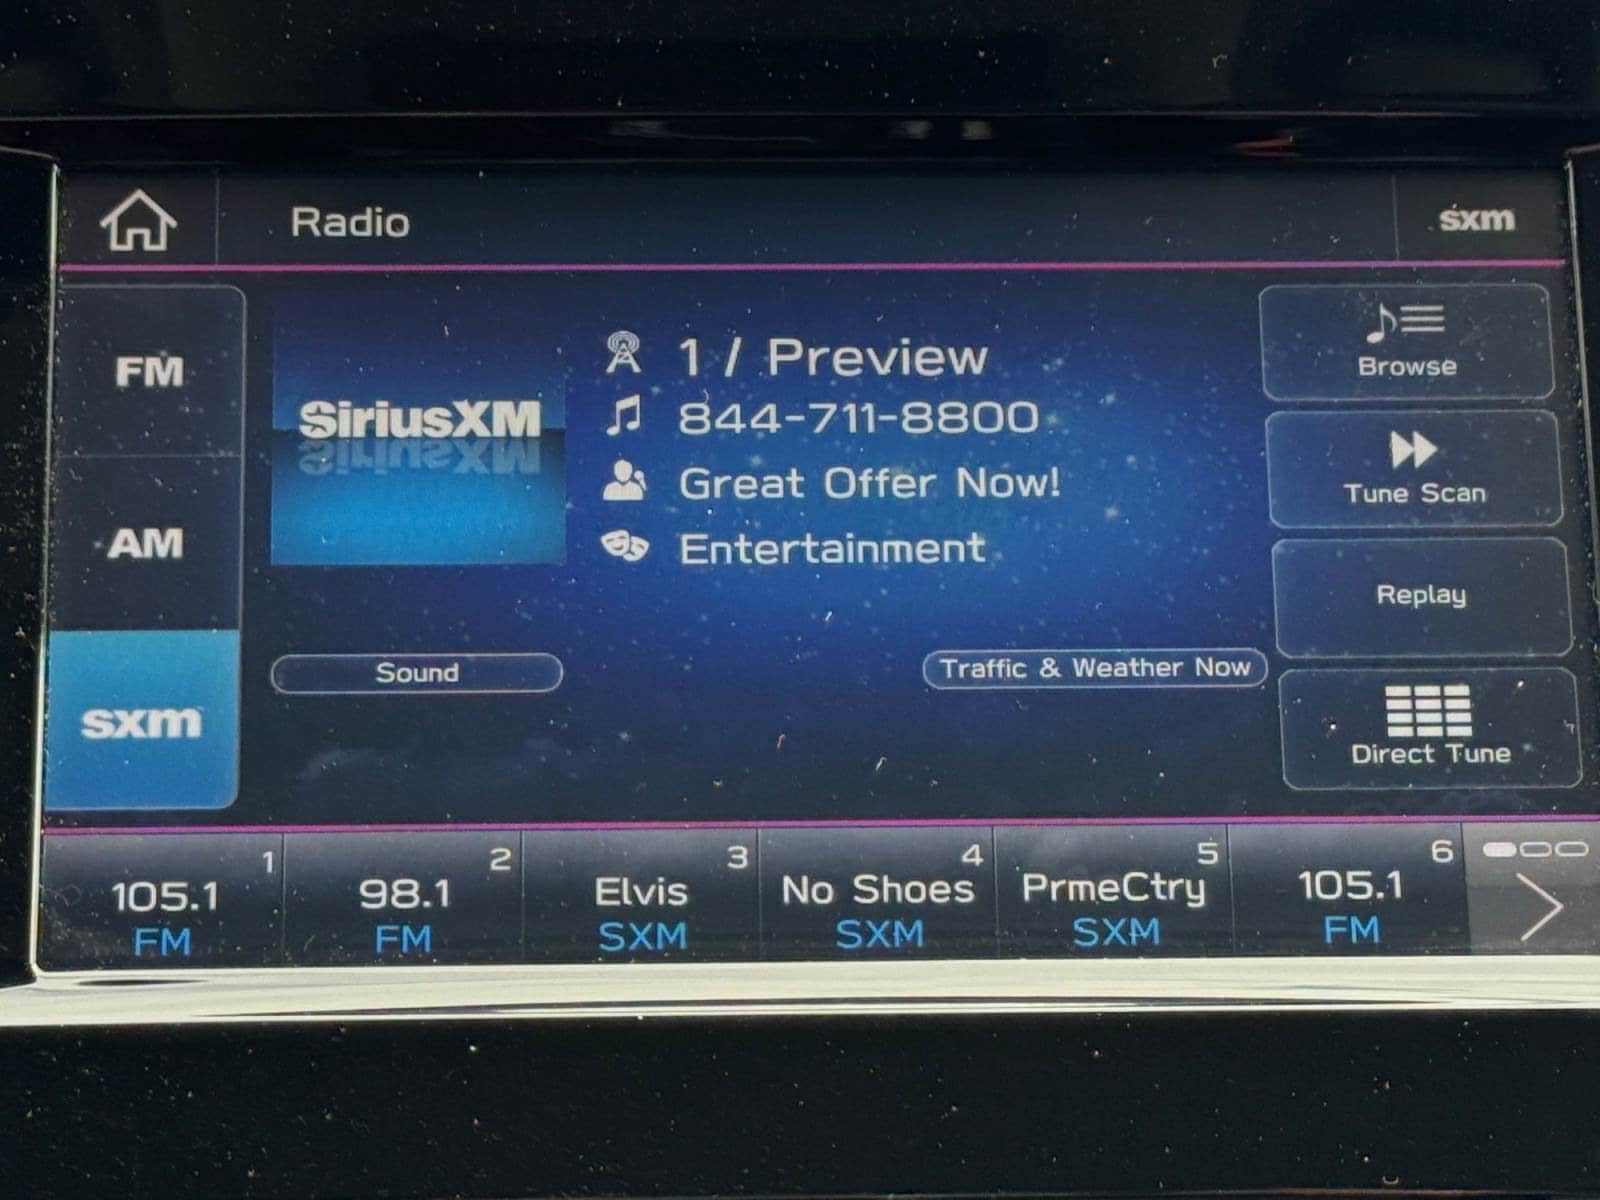 Radio
sxm
FM
AM
sxm
SiriusXM
1 / Preview
844-711-8800
Great Offer Now!
Entertainment
Sound
Traffic & Weather Now
Browse
Tune Scan
Replay
Direct Tune
1
105.1
FM
2
98.1
FM
3
Elvis
SXM
4
No Shoes
SXM
5
PrmeCtry
SXM
6
105.1
FM